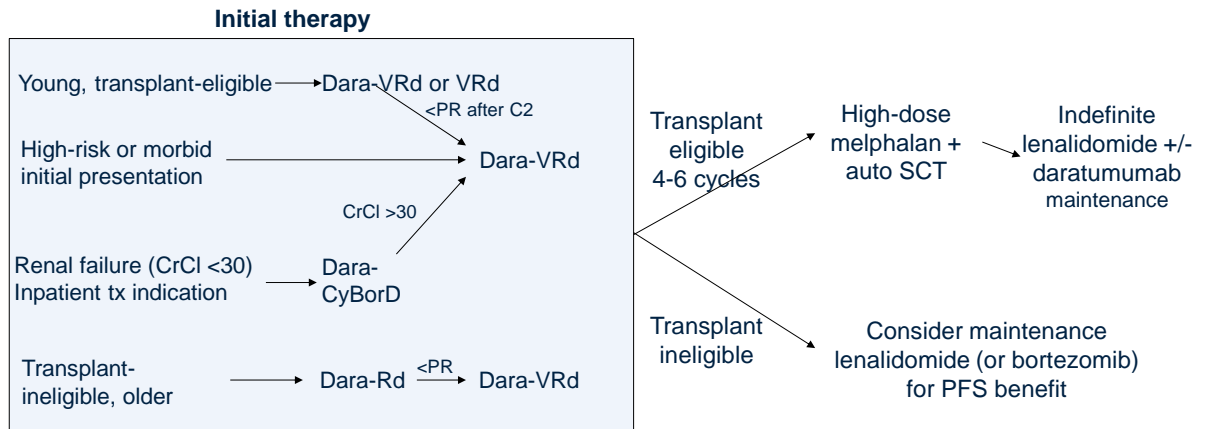 Initial therapy
Young, transplant-eligible
Dara-VRd or VRd
<PR after C2
High-risk or morbid
initial presentation
Dara-VRd
CrCl >30
Renal failure (CrCl <30)
Inpatient tx indication
Dara-
CyBorD
Transplant-
ineligible, older
Dara-Rd
<PR
Dara-VRd
Transplant
eligible
4-6 cycles
High-dose
melphalan +
auto SCT
Indefinite
lenalidomide +/-
daratumumab
maintenance
Transplant
ineligible
Consider maintenance
lenalidomide (or bortezomib)
for PFS benefit